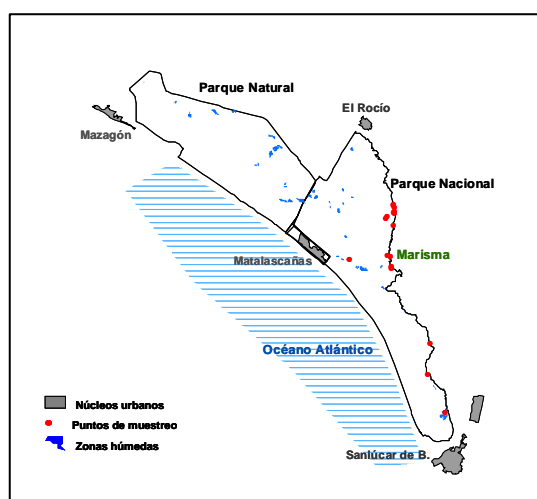 Parque Natural
El Rocío
Mazagón
Parque Nacional
Marisma
Matalascañas
Océano Atlántico
Núcleos urbanos
Puntos de muestreo
Zonas húmedas
Sanlúcar de B.